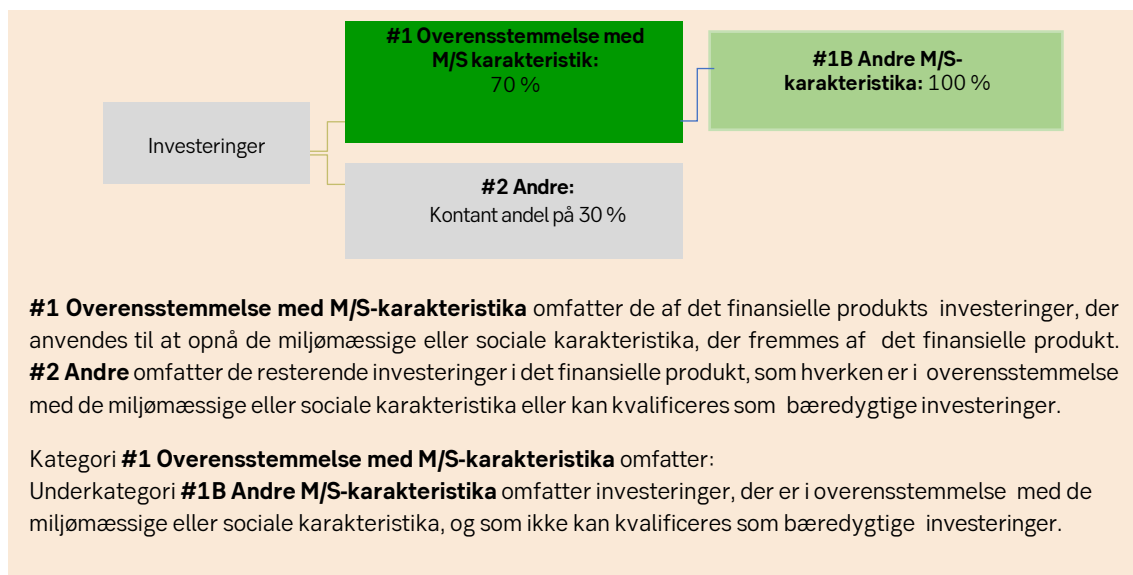 #1 Overensstemmelse med
M/S karakteristik:
70 %
#1B Andre M/S-
karakteristika: 100 %
Investeringer
#2 Andre:
Kontant andel på 30 %
#1 Overensstemmelse med M/S-karakteristika omfatter de af det finansielle produkts investeringer, der
anvendes til at opnå de miljømæssige eller sociale karakteristika, der fremmes af det finansielle produkt.
#2 Andre omfatter de resterende investeringer i det finansielle produkt, som hverken er i overensstemmelse
med de miljømæssige eller sociale karakteristika eller kan kvalificeres som bæredygtige investeringer.
Kategori #1 Overensstemmelse med M/S-karakteristika omfatter:
Underkategori #1B Andre M/S-karakteristika omfatter investeringer, der er i overensstemmelse med de
miljømæssige eller sociale karakteristika, og som ikke kan kvalificeres som bæredygtige investeringer.